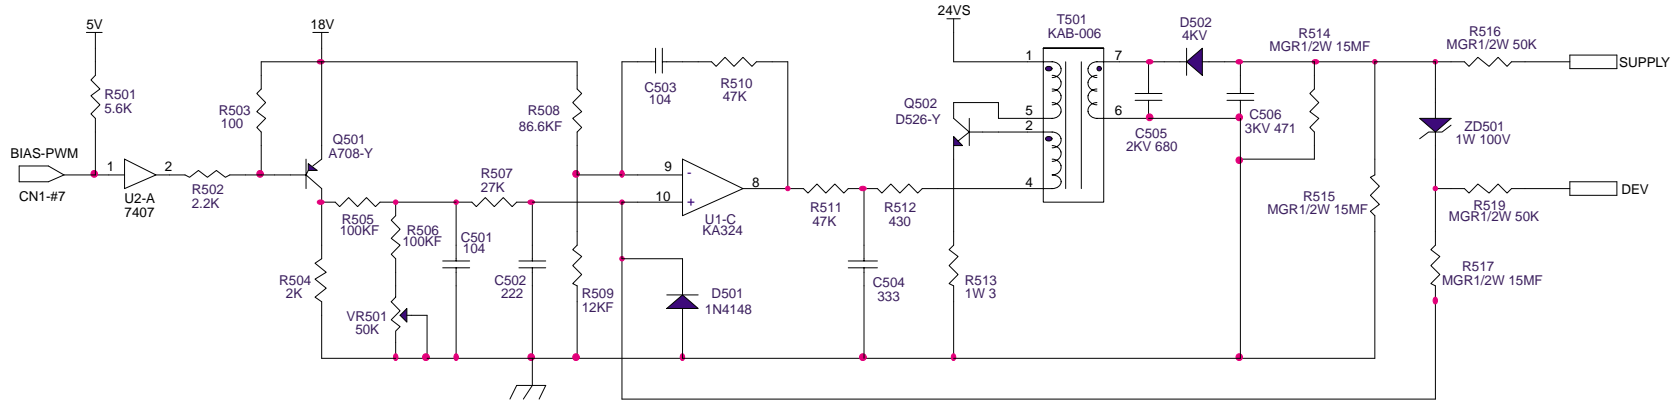 5V
18V
24VS
T501
KAB-006
D502
4KV
R514
MGR1/2W 15MF
R516
MGR1/2W 50K
SUPPLY
R501
5.6K
R503
100
Q501
A708-Y
R508
86.6KF
C503
104
R510
47K
Q502
D526-Y
1
5
2
4
7
6
C505
2KV 680
C506
3KV 471
ZD501
1W 100V
BIAS-PWM
CN1-#7
1
2
U2-A
7407
R502
2.2K
R507
27K
9
-
10
+
8
U1-C
KA324
R511
47K
R512
430
R515
MGR1/2W 15MF
R519
MGR1/2W 50K
DEV
R505
100KF
R506
100KF
C501
104
R504
2K
C502
222
R509
12KF
D501
1N4148
C504
333
R513
1W 3
R517
MGR1/2W 15MF
VR501
50K